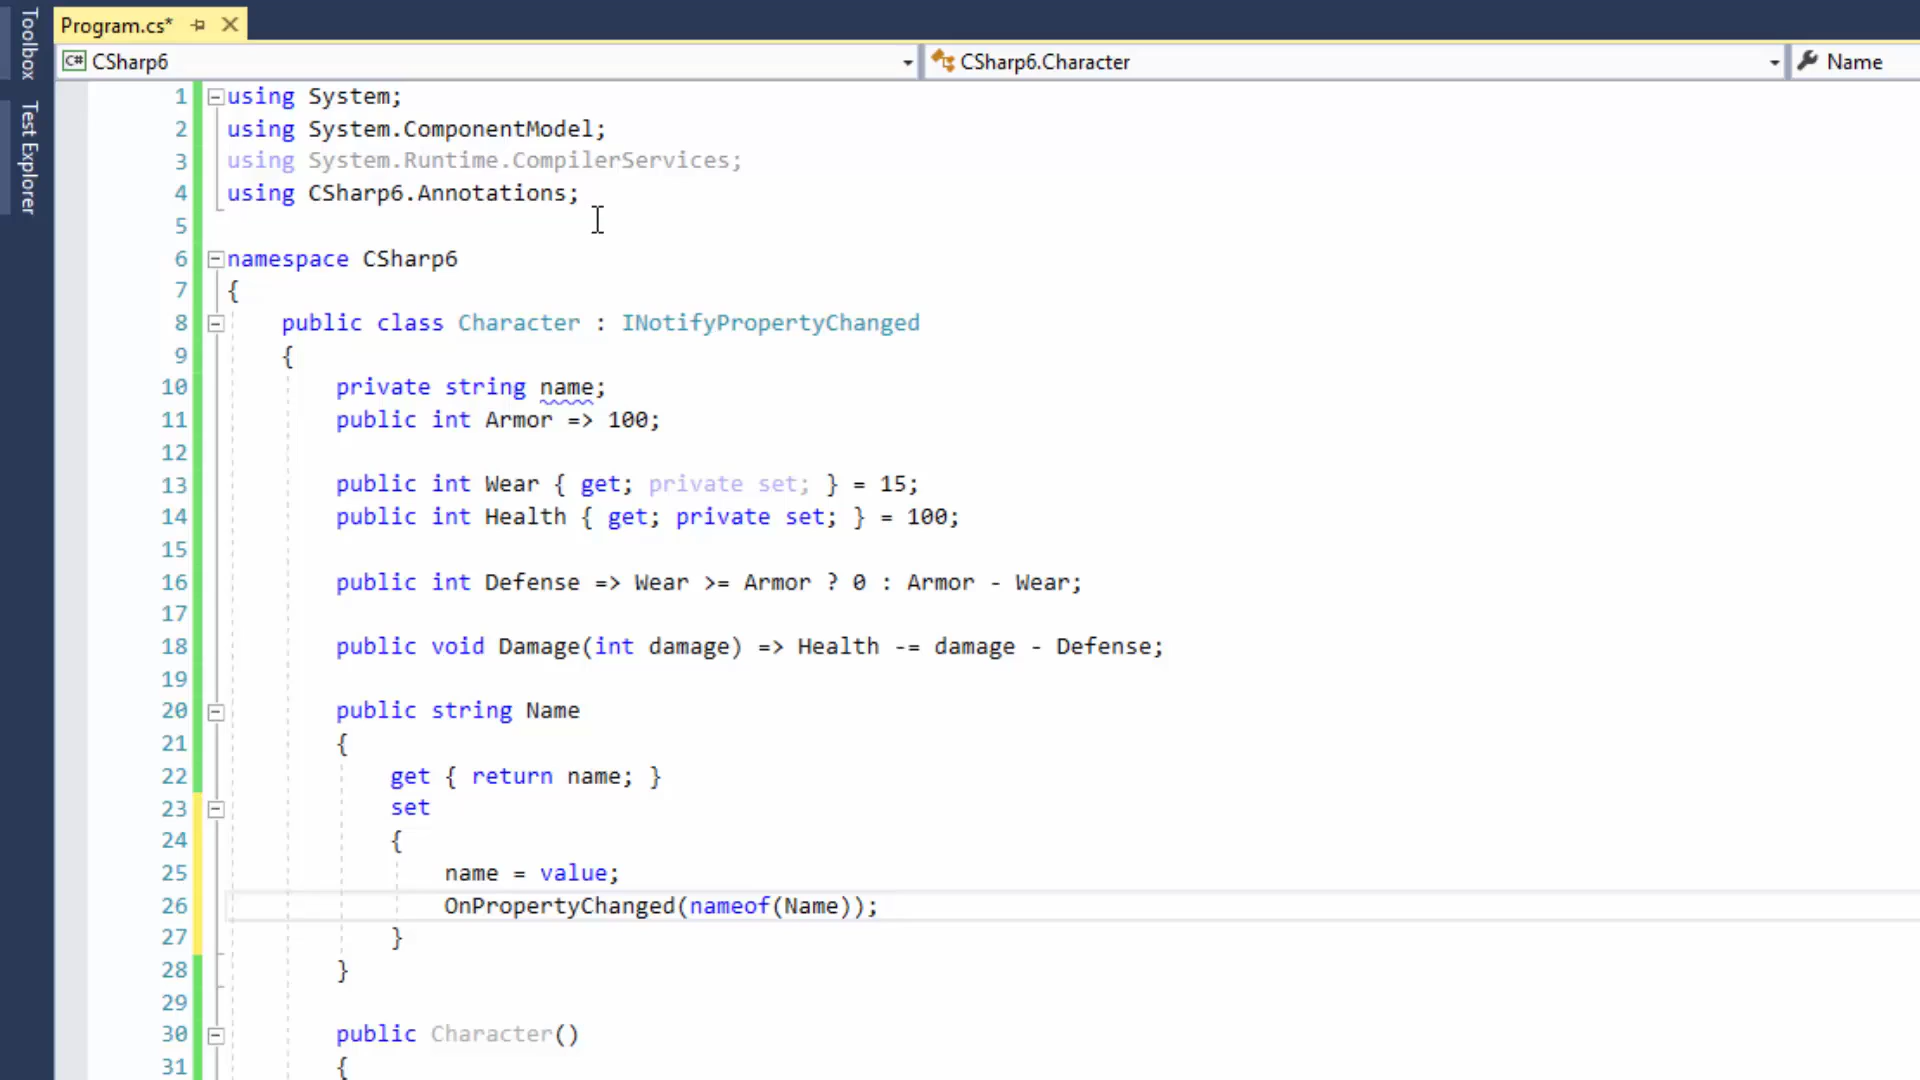 Toolbox
Test Explorer
Program.cs*
C# CSharp6
CSharp6.Character
Name
1 using System;
2 using System.ComponentModel;
3 using System.Runtime.CompilerServices;
4 using CSharp6.Annotations;
5
6 namespace CSharp6
7 {
8 public class Character : INotifyPropertyChanged
9 {
10 private string name;
11 public int Armor => 100;
12
13 public int Wear { get; private set; } = 15;
14 public int Health { get; private set; } = 100;
15
16 public int Defense => Wear >= Armor ? 0 : Armor - Wear;
17
18 public void Damage(int damage) => Health -= damage - Defense;
19
20 public string Name
21 {
22 get { return name; }
23 set
24 {
25 name = value;
26 OnPropertyChanged(nameof(Name));
27 }
28 }
29
30 public Character()
31 {